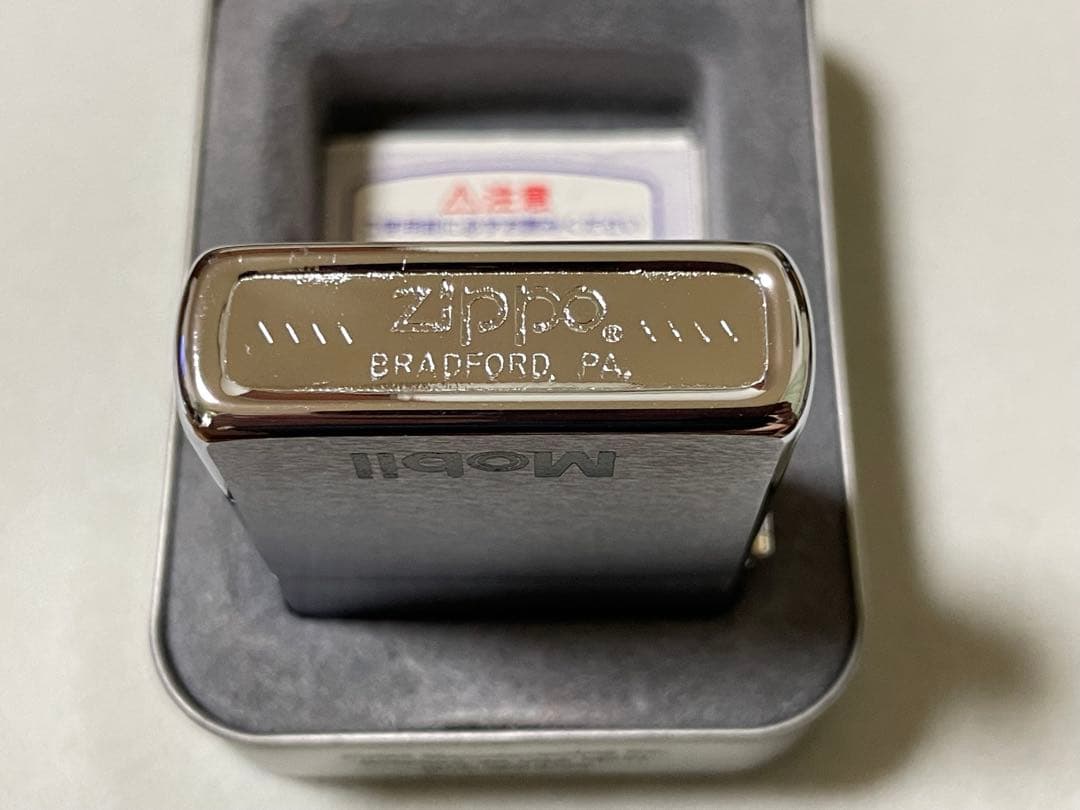 ⚠注意
\\\\ zippo® \\\\
BRADFORD, PA.
Mobil